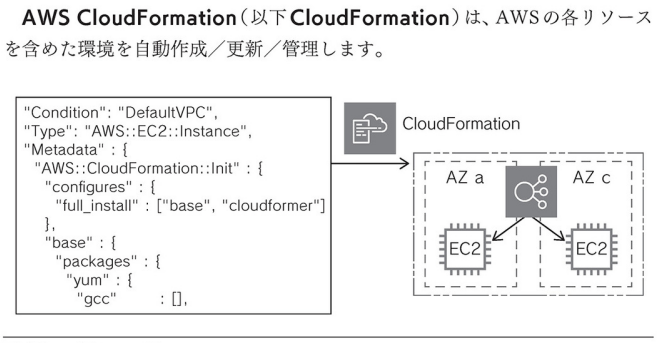 AWS CloudFormation（以下CloudFormation）は、AWSの各リソース
を含めた環境を自動作成／更新／管理します。
"Condition": "DefaultVPC",
"Type": "AWS::EC2::Instance",
"Metadata" : {
"AWS::CloudFormation::Init" : {
"configures" : {
"full_install" : ["base", "cloudformer"]
},
"base" : {
"packages" : {
"yum" : {
"gcc" : [],
CloudFormation
AZ a
AZ c
EC2
EC2